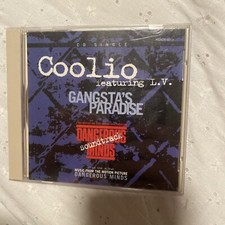 CD SINGLE
Coolio
featuring L.V.
GANGSTA'S
PARADISE
DANGEROUS
soundtrack
MINDS
MUSIC FROM THE MOTION PICTURE
DANGEROUS MINDS